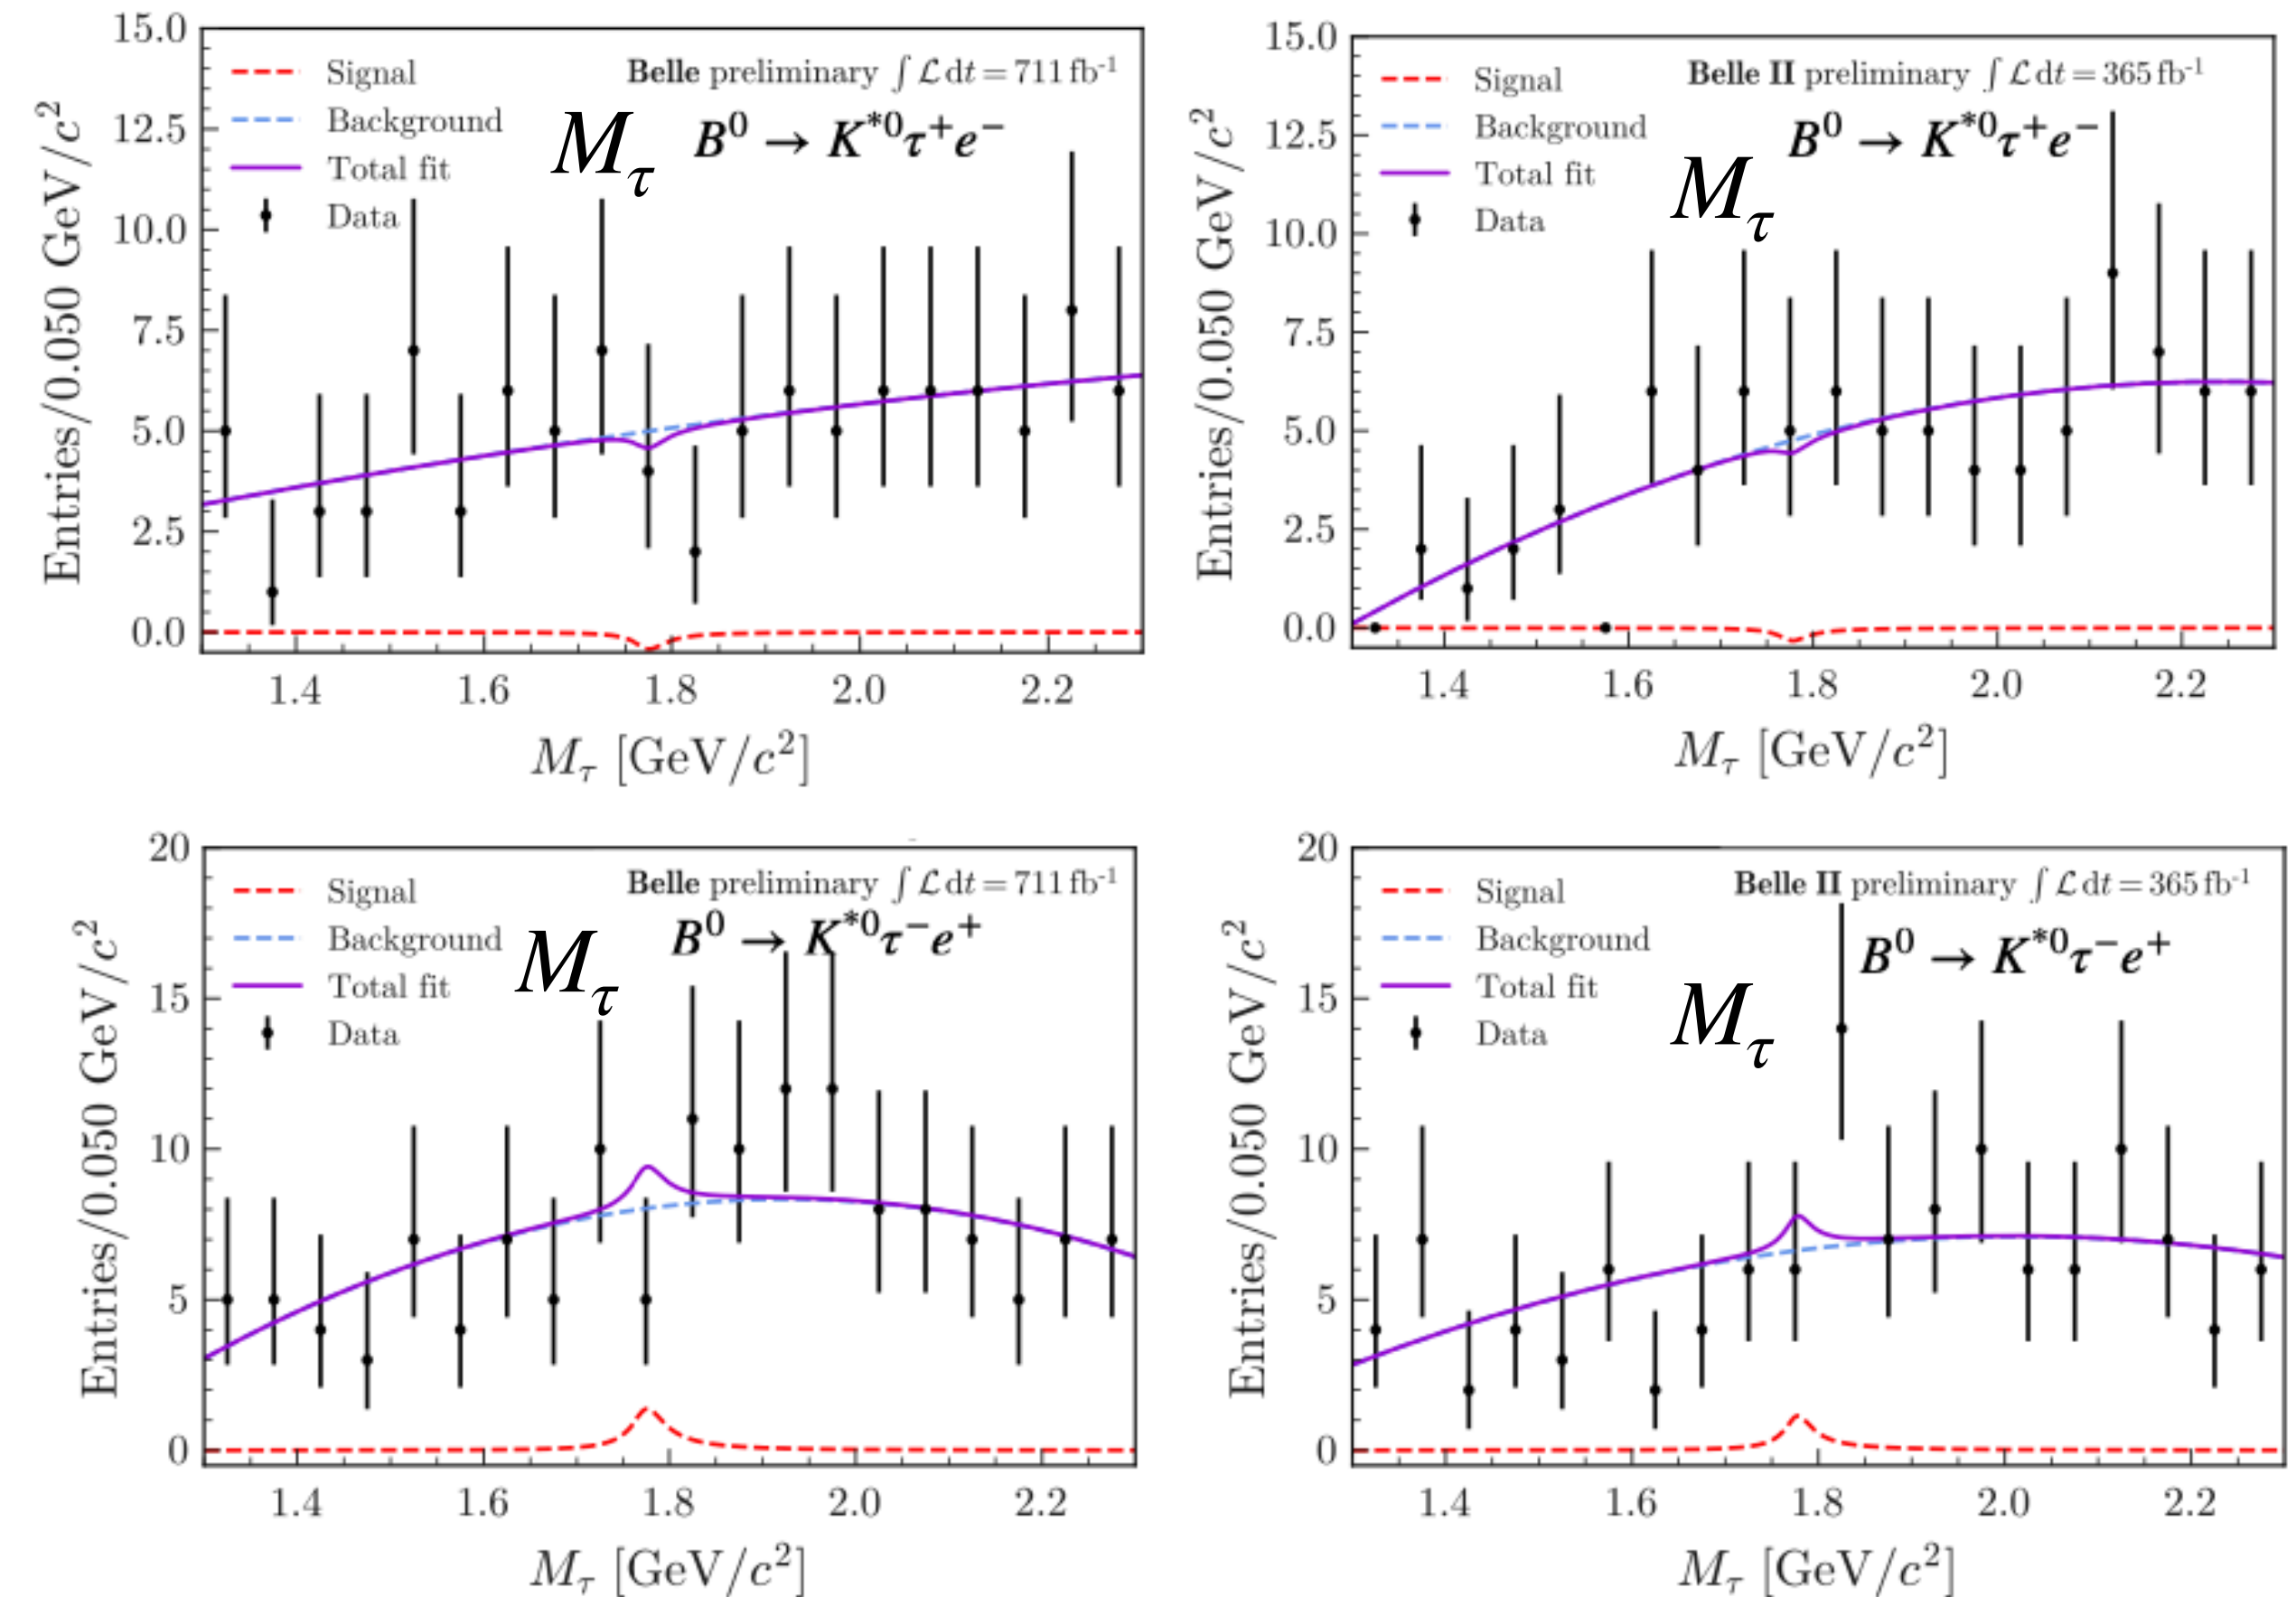 15.0
12.5
10.0
7.5
5.0
2.5
0.0
Entries/0.050 GeV/c²
Signal
Background
Total fit
Data
Belle preliminary ∫ℒ dt = 711 fb⁻¹
M_τ
B⁰ → K*⁰τ⁺e⁻
1.4 1.6 1.8 2.0 2.2
M_τ [GeV/c²]
15.0
12.5
10.0
7.5
5.0
2.5
0.0
Entries/0.050 GeV/c²
Signal
Background
Total fit
Data
Belle II preliminary ∫ℒ dt = 365 fb⁻¹
M_τ
B⁰ → K*⁰τ⁺e⁻
1.4 1.6 1.8 2.0 2.2
M_τ [GeV/c²]
20
15
10
5
0
Entries/0.050 GeV/c²
Signal
Background
Total fit
Data
Belle preliminary ∫ℒ dt = 711 fb⁻¹
M_τ
B⁰ → K*⁰τ⁻e⁺
1.4 1.6 1.8 2.0 2.2
M_τ [GeV/c²]
20
15
10
5
0
Entries/0.050 GeV/c²
Signal
Background
Total fit
Data
Belle II preliminary ∫ℒ dt = 365 fb⁻¹
M_τ
B⁰ → K*⁰τ⁻e⁺
1.4 1.6 1.8 2.0 2.2
M_τ [GeV/c²]